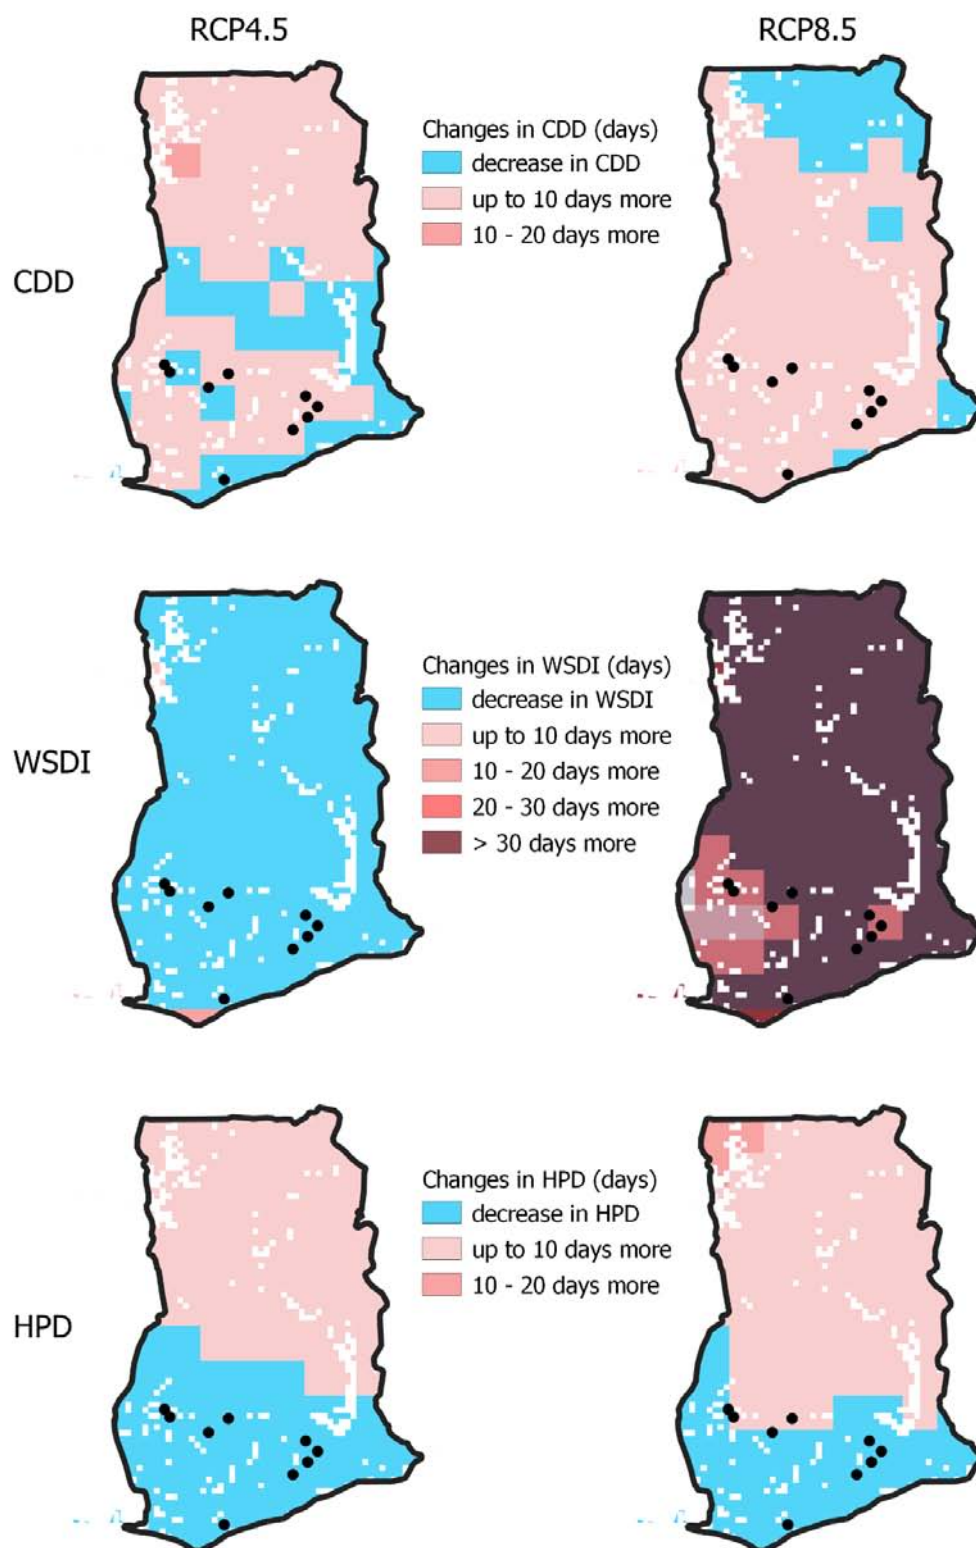 RCP4.5
RCP8.5
CDD
Changes in CDD (days)
decrease in CDD
up to 10 days more
10 - 20 days more
WSDI
Changes in WSDI (days)
decrease in WSDI
up to 10 days more
10 - 20 days more
20 - 30 days more
> 30 days more
HPD
Changes in HPD (days)
decrease in HPD
up to 10 days more
10 - 20 days more